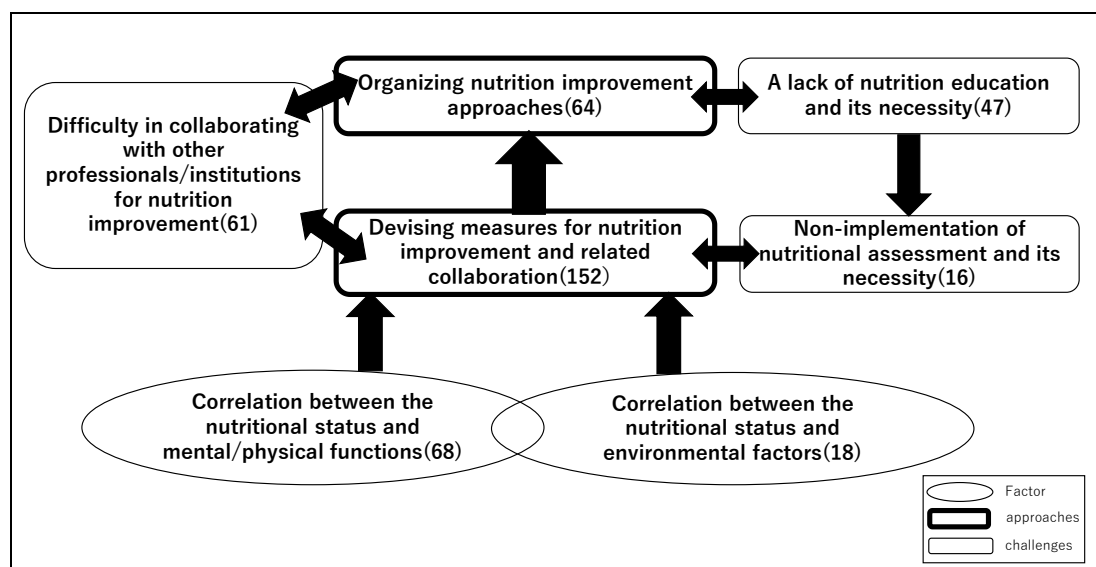 Organizing nutrition improvement
approaches(64)
A lack of nutrition education
and its necessity(47)
Difficulty in collaborating
with other
professionals/institutions
for nutrition
improvement(61)
Devising measures for nutrition
improvement and related
collaboration(152)
Non-implementation of
nutritional assessment and its
necessity(16)
Correlation between the
nutritional status and
mental/physical functions(68)
Correlation between the
nutritional status and
environmental factors(18)
Factor
approaches
challenges